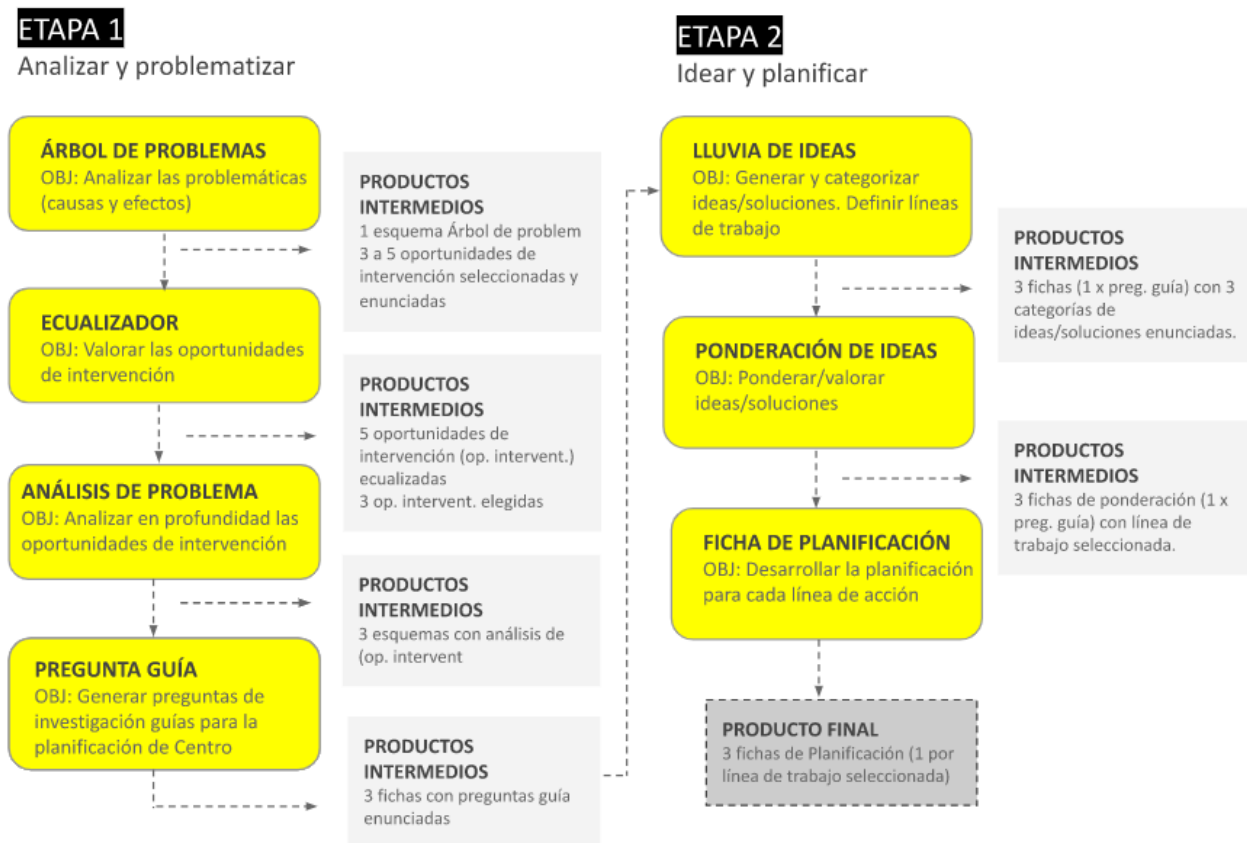 ETAPA 1
Analizar y problematizar
ÁRBOL DE PROBLEMAS
OBJ: Analizar las problemáticas
(causas y efectos)
PRODUCTOS
INTERMEDIOS
1 esquema Árbol de problem
3 a 5 oportunidades de
intervención seleccionadas y
enunciadas
ECUALIZADOR
OBJ: Valorar las oportunidades
de intervención
PRODUCTOS
INTERMEDIOS
5 oportunidades de
intervención (op. intervent.)
ecualizadas
3 op. intervent. elegidas
ANÁLISIS DE PROBLEMA
OBJ: Analizar en profundidad las
oportunidades de intervención
PRODUCTOS
INTERMEDIOS
3 esquemas con análisis de
(op. intervent
PREGUNTA GUÍA
OBJ: Generar preguntas de
investigación guías para la
planificación de Centro
PRODUCTOS
INTERMEDIOS
3 fichas con preguntas guía
enunciadas
ETAPA 2
Idear y planificar
LLUVIA DE IDEAS
OBJ: Generar y categorizar
ideas/soluciones. Definir líneas
de trabajo
PRODUCTOS
INTERMEDIOS
3 fichas (1 x preg. guía) con 3
categorías de
ideas/soluciones enunciadas.
PONDERACIÓN DE IDEAS
OBJ: Ponderar/valorar
ideas/soluciones
PRODUCTOS
INTERMEDIOS
3 fichas de ponderación (1 x
preg. guía) con línea de
trabajo seleccionada.
FICHA DE PLANIFICACIÓN
OBJ: Desarrollar la planificación
para cada línea de acción
PRODUCTO FINAL
3 fichas de Planificación (1 por
línea de trabajo seleccionada)